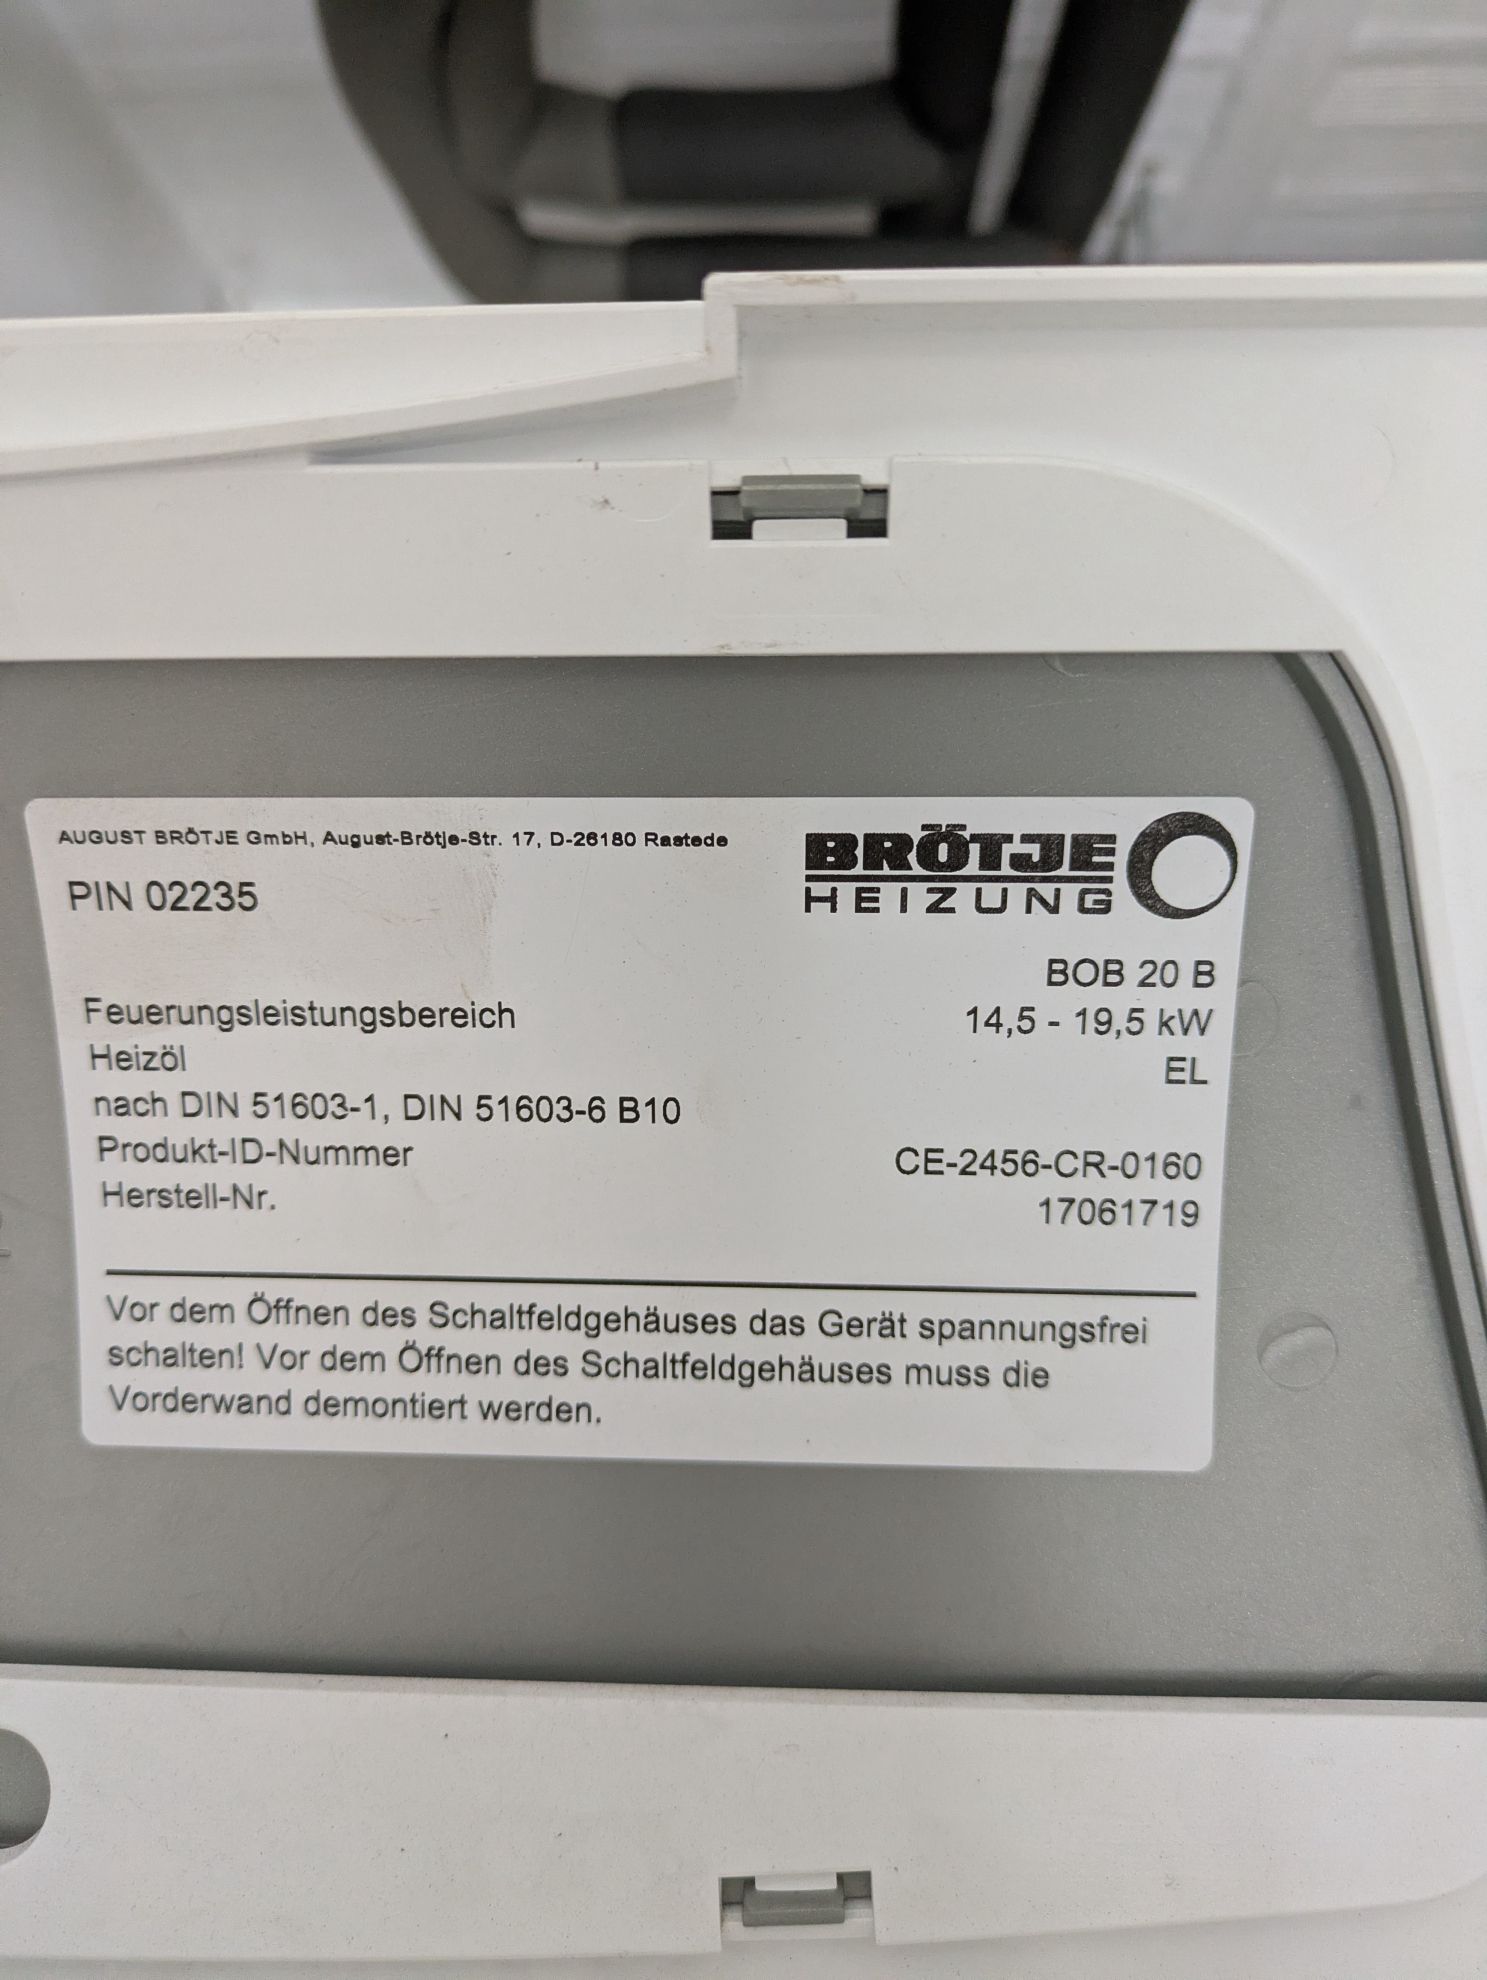 AUGUST BRÖTJE GmbH, August-Brötje-Str. 17, D-26180 Rastede
BRÖTJE
HEIZUNG
PIN 02235
BOB 20 B
Feuerungsleistungsbereich 14,5 - 19,5 kW
Heizöl EL
nach DIN 51603-1, DIN 51603-6 B10
Produkt-ID-Nummer CE-2456-CR-0160
Herstell-Nr. 17061719
Vor dem Öffnen des Schaltfeldgehäuses das Gerät spannungsfrei
schalten! Vor dem Öffnen des Schaltfeldgehäuses muss die
Vorderwand demontiert werden.